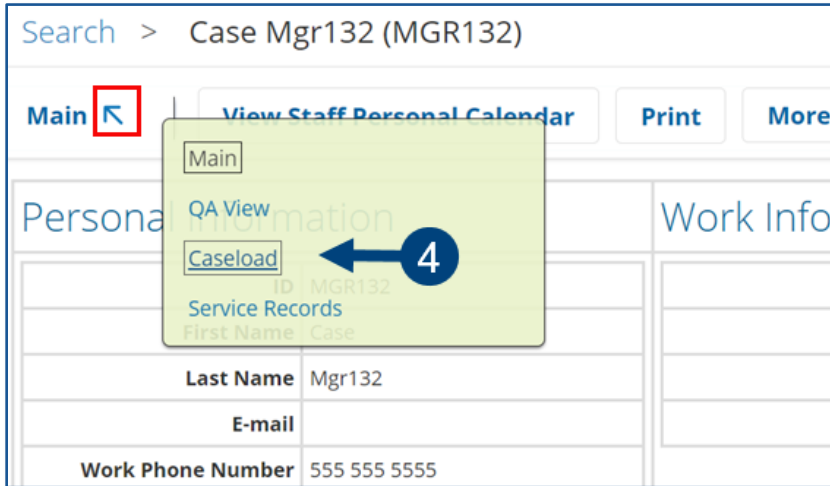 Search > Case Mgr132 (MGR132)
Main View Staff Personal Calendar Print More
Main
QA View
Caseload 4
Service Records
Personal Information Work Info
ID MGR132
First Name Case
Last Name Mgr132
E-mail
Work Phone Number 555 555 5555